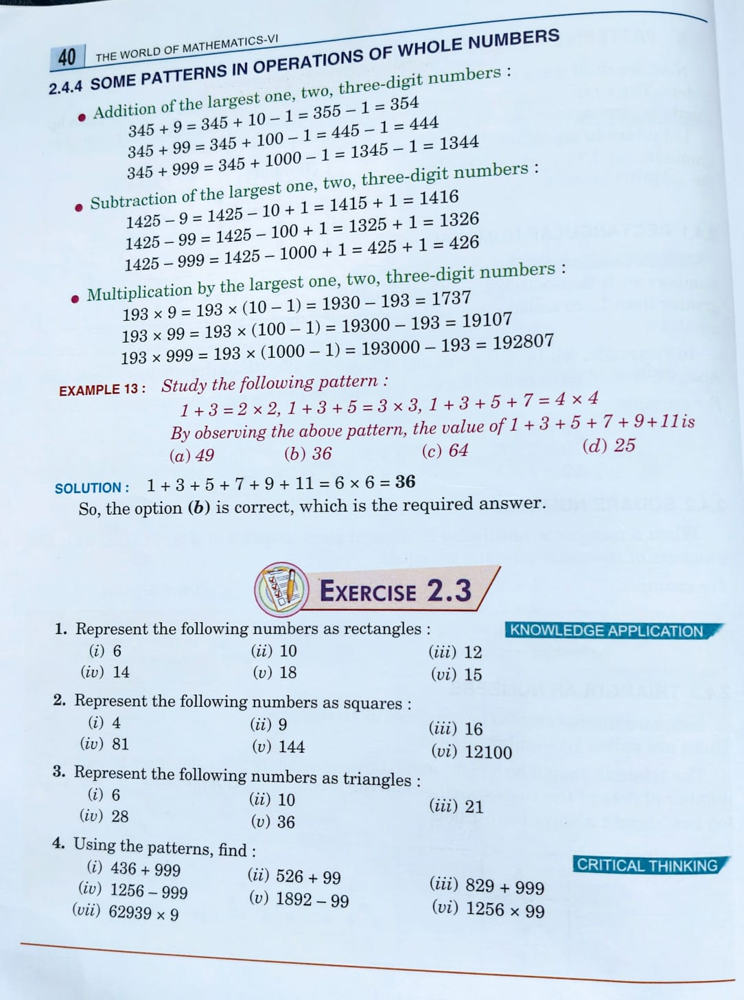 40 THE WORLD OF MATHEMATICS-VI
2.4.4 SOME PATTERNS IN OPERATIONS OF WHOLE NUMBERS
• Addition of the largest one, two, three-digit numbers :
345 + 9 = 345 + 10 – 1 = 355 – 1 = 354
345 + 99 = 345 + 100 – 1 = 445 – 1 = 444
345 + 999 = 345 + 1000 – 1 = 1345 – 1 = 1344
• Subtraction of the largest one, two, three-digit numbers :
1425 – 9 = 1425 – 10 + 1 = 1415 + 1 = 1416
1425 – 99 = 1425 – 100 + 1 = 1325 + 1 = 1326
1425 – 999 = 1425 – 1000 + 1 = 425 + 1 = 426
• Multiplication by the largest one, two, three-digit numbers :
193 × 9 = 193 × (10 – 1) = 1930 – 193 = 1737
193 × 99 = 193 × (100 – 1) = 19300 – 193 = 19107
193 × 999 = 193 × (1000 – 1) = 193000 – 193 = 192807
EXAMPLE 13 : Study the following pattern :
1 + 3 = 2 × 2, 1 + 3 + 5 = 3 × 3, 1 + 3 + 5 + 7 = 4 × 4
By observing the above pattern, the value of 1 + 3 + 5 + 7 + 9+11is
(a) 49 (b) 36 (c) 64 (d) 25
SOLUTION : 1 + 3 + 5 + 7 + 9 + 11 = 6 × 6 = 36
So, the option (b) is correct, which is the required answer.
EXERCISE 2.3
1. Represent the following numbers as rectangles : KNOWLEDGE APPLICATION
(i) 6 (ii) 10 (iii) 12
(iv) 14 (v) 18 (vi) 15
2. Represent the following numbers as squares :
(i) 4 (ii) 9 (iii) 16
(iv) 81 (v) 144 (vi) 12100
3. Represent the following numbers as triangles :
(i) 6 (ii) 10 (iii) 21
(iv) 28 (v) 36
4. Using the patterns, find : CRITICAL THINKING
(i) 436 + 999 (ii) 526 + 99 (iii) 829 + 999
(iv) 1256 – 999 (v) 1892 – 99 (vi) 1256 × 99
(vii) 62939 × 9